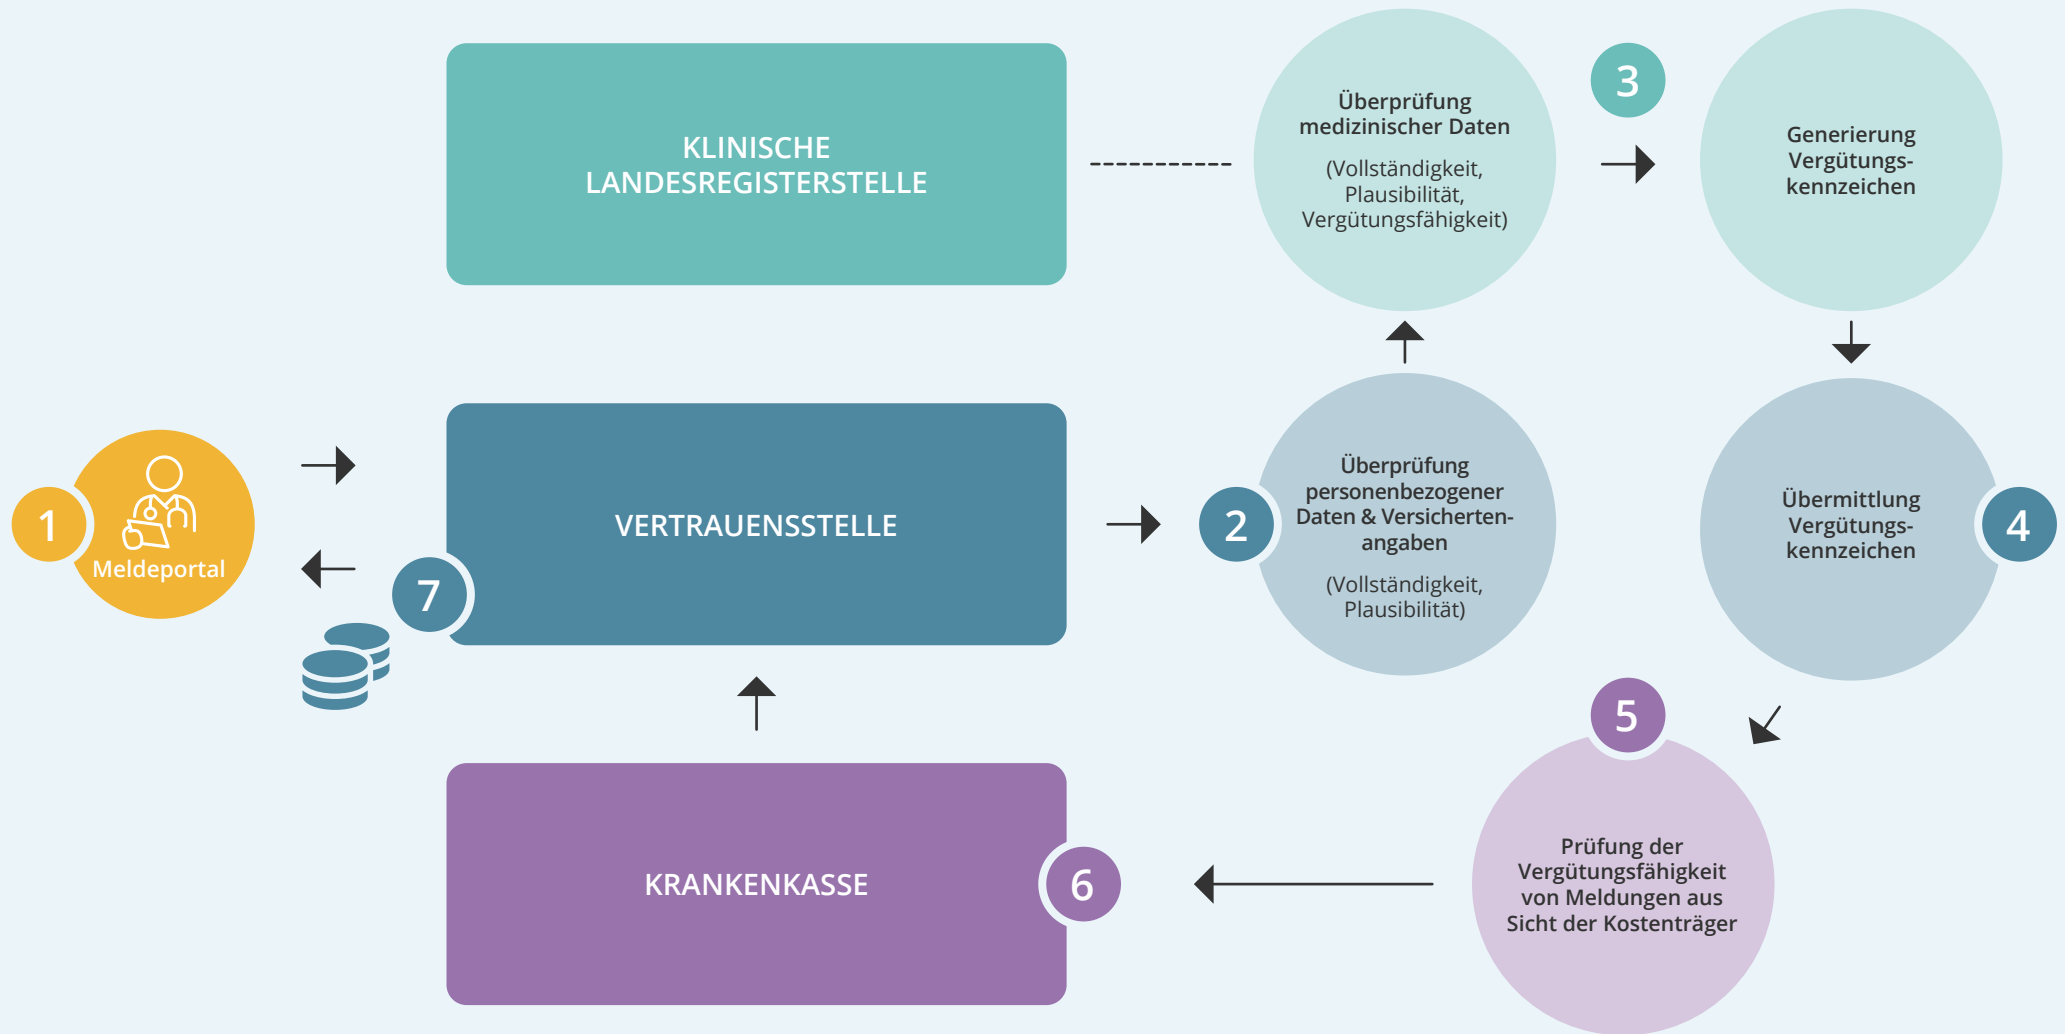 KLINISCHE
LANDESREGISTERSTELLE
Überprüfung
medizinischer Daten
(Vollständigkeit,
Plausibilität,
Vergütungsfähigkeit)
3
Generierung
Vergütungs-
kennzeichen
1
Meldeportal
7
VERTRAUENSSTELLE
2
Überprüfung
personenbezogener
Daten & Versicherten-
angaben
(Vollständigkeit,
Plausibilität)
Übermittlung
Vergütungs-
kennzeichen
4
KRANKENKASSE
6
5
Prüfung der
Vergütungsfähigkeit
von Meldungen aus
Sicht der Kostenträger